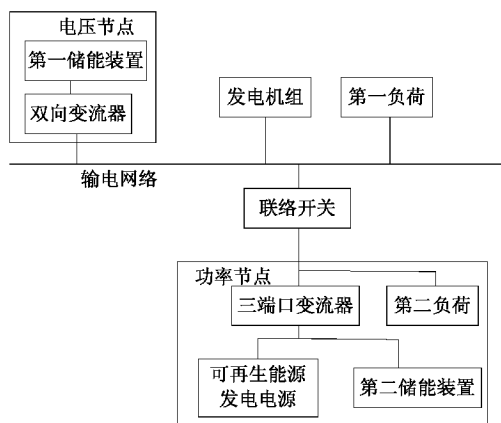 电压节点
第一储能装置
双向变流器
发电机组
第一负荷
输电网络
联络开关
功率节点
三端口变流器
第二负荷
可再生能源
发电电源
第二储能装置